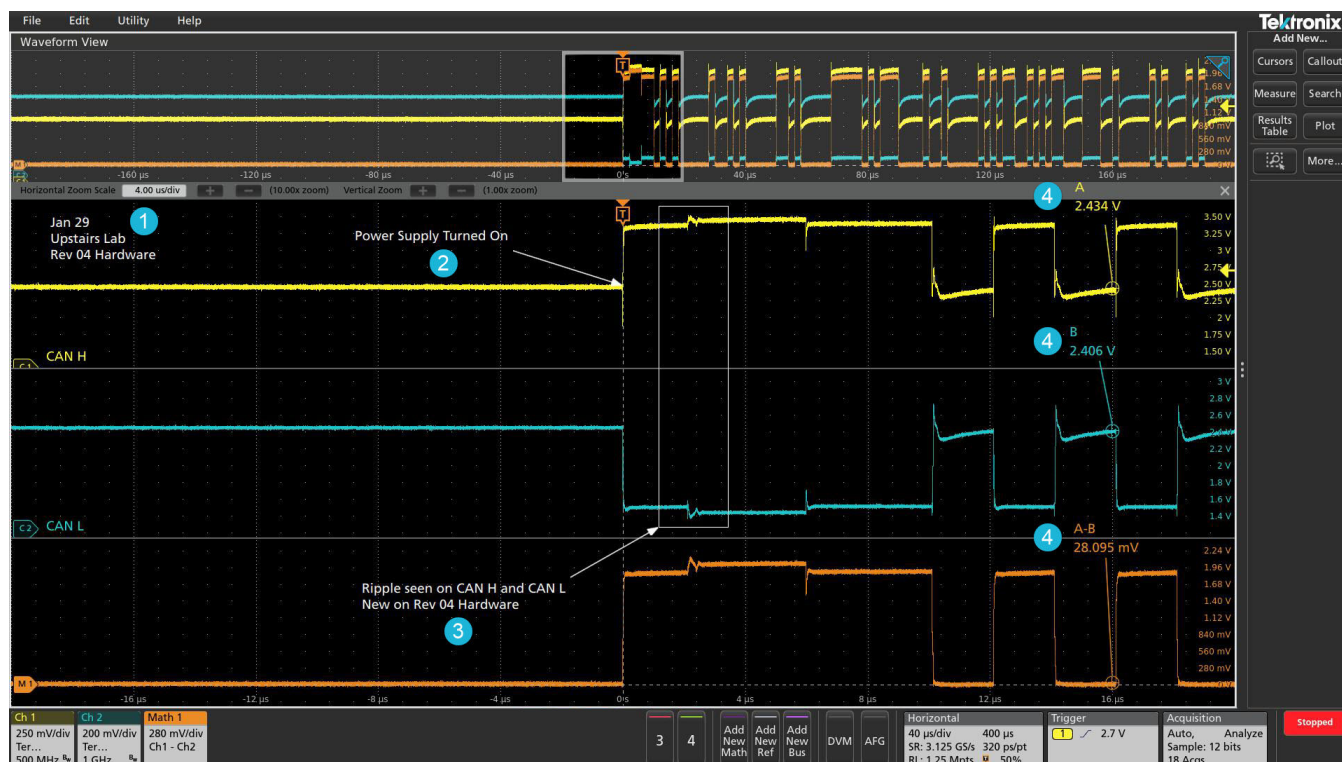 File Edit Utility Help
Tektronix
Waveform View
Add New...
Cursors Callout
Measure Search
Results Table Plot
More...
1.96
1.68 V
1.40
1.12
560 mV
280 mV
0 V
0 s 40 µs 80 µs 120 µs 160 µs
Horizontal Zoom Scale 4.00 us/div (10.00x zoom) Vertical Zoom (1.00x zoom)
Jan 29
Upstairs Lab
Rev 04 Hardware
1
Power Supply Turned On
2
4
A
2.434 V
3.50 V
3.25 V
3 V
2.75
2.50 V
2.25 V
2 V
1.75 V
1.50 V
CAN H
4
B
2.406 V
3 V
2.8 V
2.6 V
2.4 V
2.2 V
2 V
1.8 V
1.6 V
1.4 V
C2 CAN L
4
A-B
28.095 mV
2.24 V
1.96 V
1.68 V
1.40 V
1.12 V
840 mV
560 mV
280 mV
0 V
Ripple seen on CAN H and CAN L
New on Rev 04 Hardware
3
M 1
-16 µs -12 µs -8 µs -4 µs 0 s 4 µs 8 µs 12 µs 16 µs
Ch 1
250 mV/div
Ter...
500 MHz
Ch 2
200 mV/div
Ter...
1 GHz
Math 1
280 mV/div
Ch1 - Ch2
3
4
Add New Math
Add New Ref
Add New Bus
DVM
AFG
Horizontal
40 µs/div 400 µs
SR: 3.125 GS/s 320 ps/pt
RL: 1.25 Mpts 50%
Trigger
1 2.7 V
Acquisition
Auto, Analyze
Sample: 12 bits
18 Acqs
Stopped